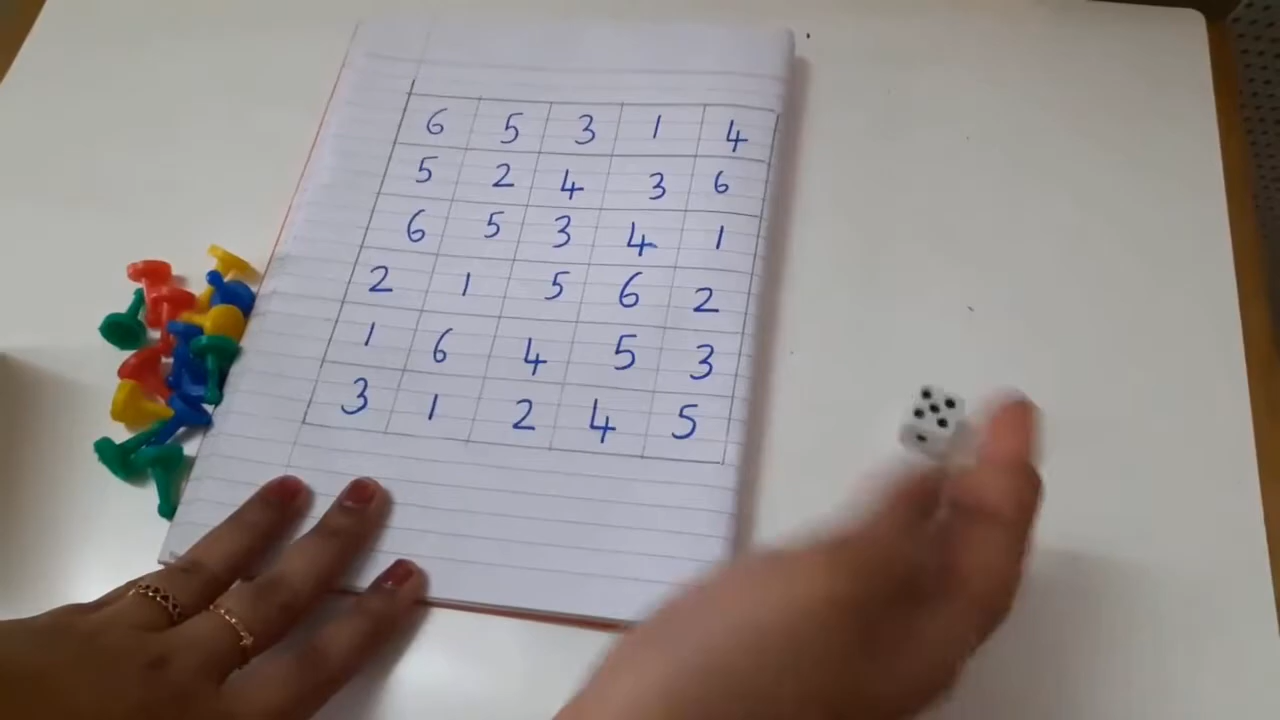 6 5 3 1 4
5 2 4 3 6
6 5 3 4 1
2 1 5 6 2
1 6 4 5 3
3 1 2 4 5